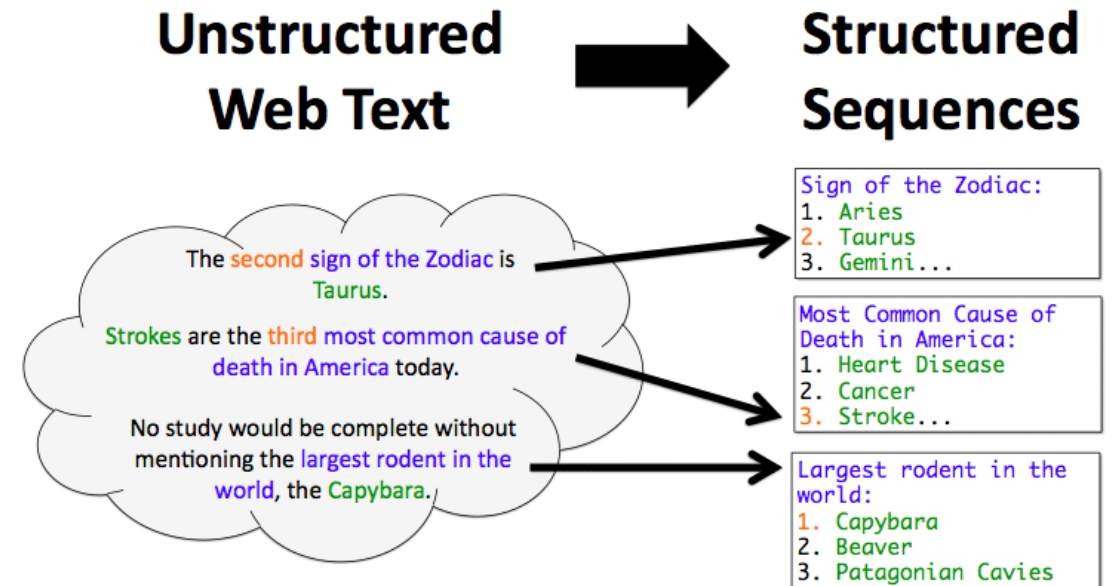 Unstructured
Web Text
Structured
Sequences
The second sign of the Zodiac is
Taurus.
Strokes are the third most common cause of
death in America today.
No study would be complete without
mentioning the largest rodent in the
world, the Capybara.
Sign of the Zodiac:
1. Aries
2. Taurus
3. Gemini...
Most Common Cause of
Death in America:
1. Heart Disease
2. Cancer
3. Stroke...
Largest rodent in the
world:
1. Capybara
2. Beaver
3. Patagonian Cavies